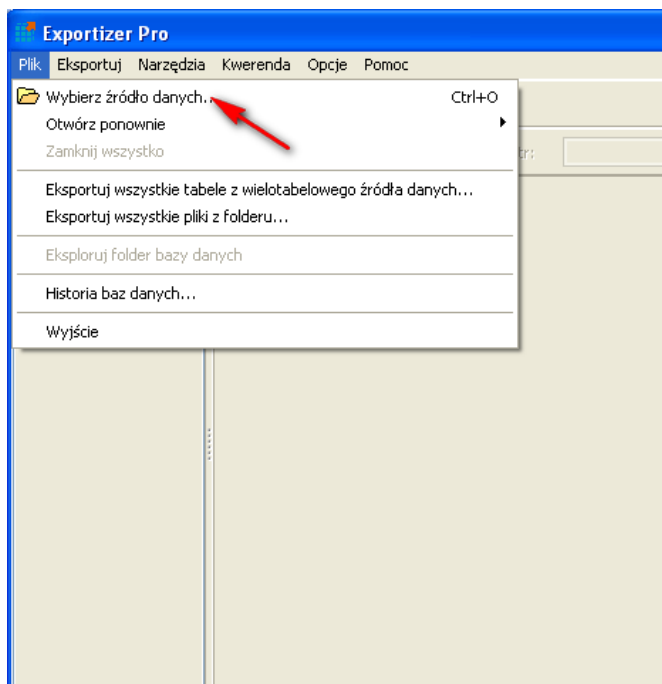 Exportizer Pro
Plik Eksportuj Narzędzia Kwerenda Opcje Pomoc
Wybierz źródło danych... Ctrl+O
Otwórz ponownie
Zamknij wszystko
tr:
Eksportuj wszystkie tabele z wielotabelowego źródła danych...
Eksportuj wszystkie pliki z folderu...
Eksploruj folder bazy danych
Historia baz danych...
Wyjście